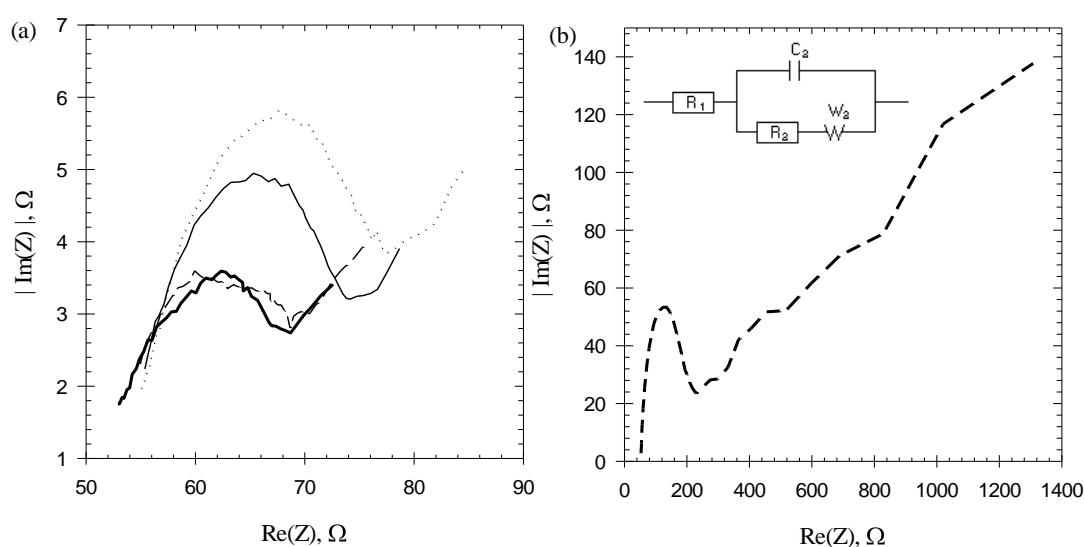 (a)
7
6
5
4
3
2
1
50 60 70 80 90
| Im(Z) |, Ω
Re(Z), Ω
(b)
140
120
100
80
60
40
20
0
0 200 400 600 800 1000 1200 1400
| Im(Z) |, Ω
Re(Z), Ω
C2
R1
W2
R2